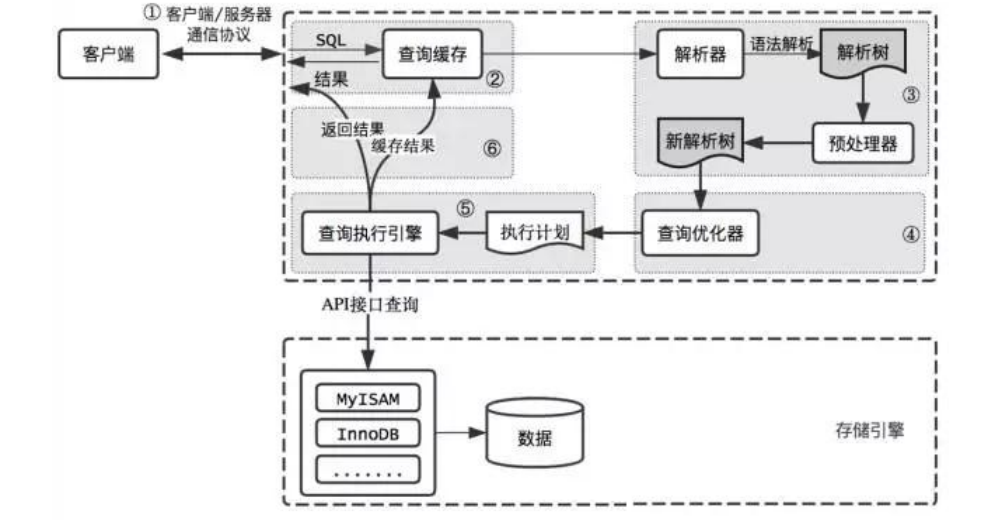 ① 客户端/服务器
通信协议
客户端
SQL
结果
查询缓存
②
解析器
语法解析
解析树
③
预处理器
新解析树
返回结果
缓存结果
⑥
⑤
查询执行引擎
执行计划
查询优化器
④
API接口查询
MyISAM
InnoDB
.......
数据
存储引擎